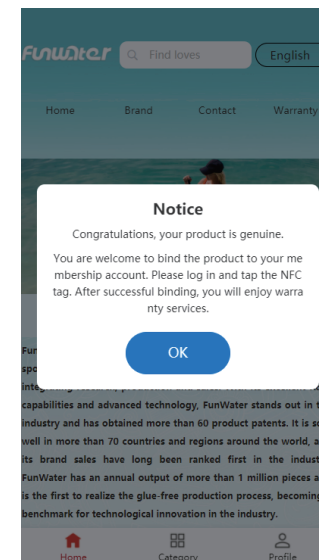 FunWater
Find loves
English
Home Brand Contact Warranty
Notice
Congratulations, your product is genuine.
You are welcome to bind the product to your me
mbership account. Please log in and tap the NFC
tag. After successful binding, you will enjoy warra
nty services.
OK
capabilities and advanced technology, FunWater stands out in
industry and has obtained more than 60 product patents. It is
well in more than 70 countries and regions around the world,
its brand sales have long been ranked first in the
FunWater has an annual output of more than 1 million pieces
is the first to realize the glue-free production process,
benchmark for technological innovation in the industry.
Home Category Profile